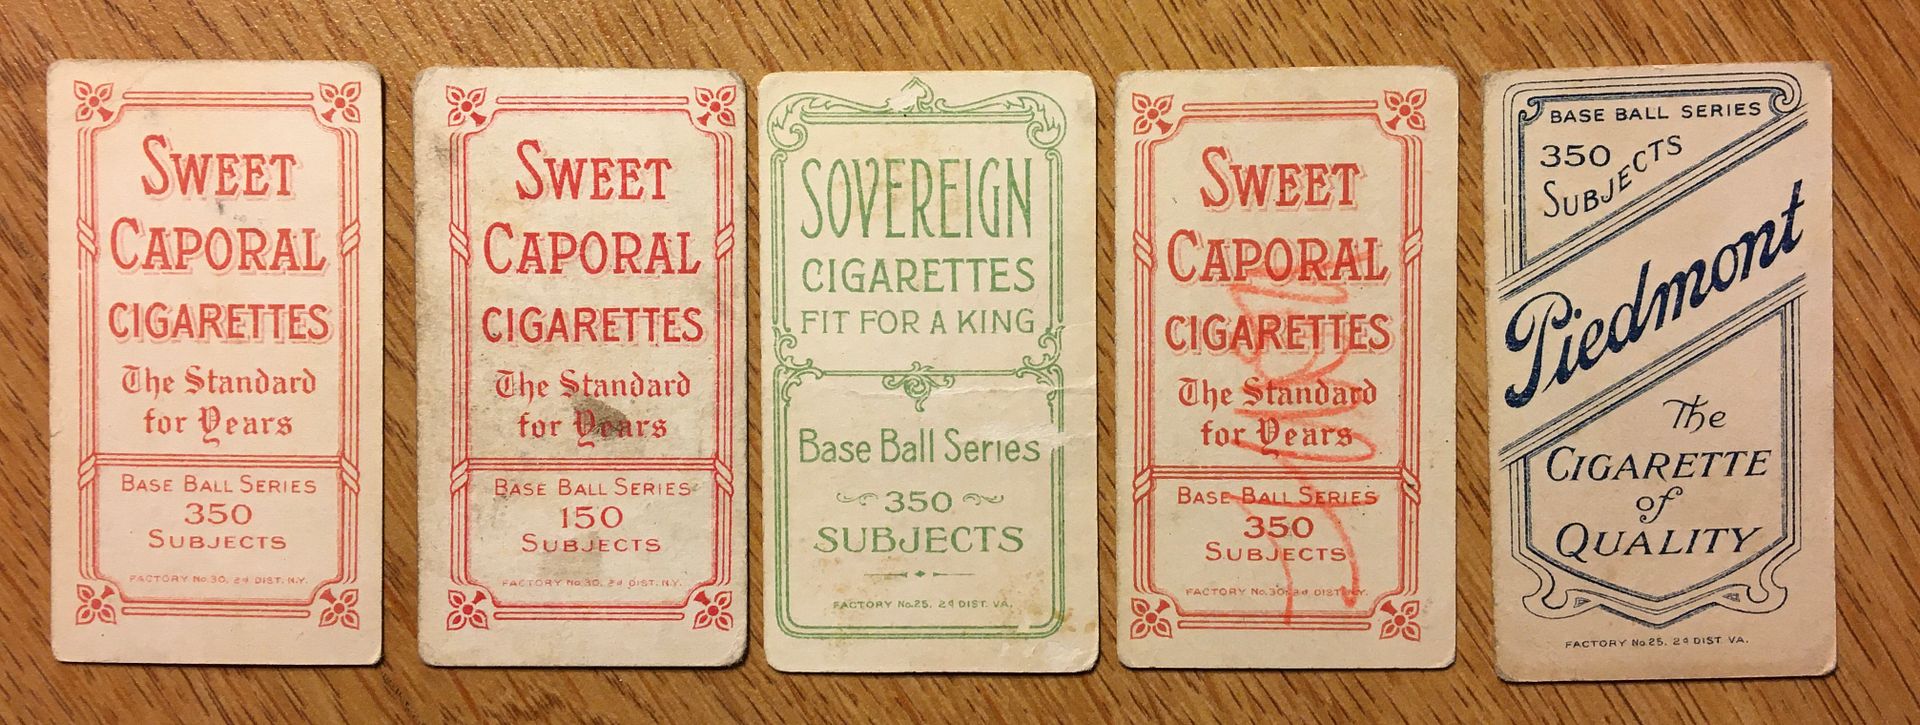 SWEET
CAPORAL
CIGARETTES
The Standard
for Years
BASE BALL SERIES
350
SUBJECTS
FACTORY No. 30, 2d DIST. N.Y.
SWEET
CAPORAL
CIGARETTES
The Standard
for Years
BASE BALL SERIES
150
SUBJECTS
FACTORY No. 30, 2d DIST. N.Y.
SOVEREIGN
CIGARETTES
FIT FOR A KING
Base Ball Series
350
SUBJECTS
FACTORY No. 25, 2d DIST. VA.
SWEET
CAPORAL
CIGARETTES
The Standard
for Years
BASE BALL SERIES
350
SUBJECTS
FACTORY No. 30, 2d DIST. N.Y.
BASE BALL SERIES
350
SUBJECTS
Piedmont
The
CIGARETTE
of
QUALITY
FACTORY No. 25, 2d DIST VA.